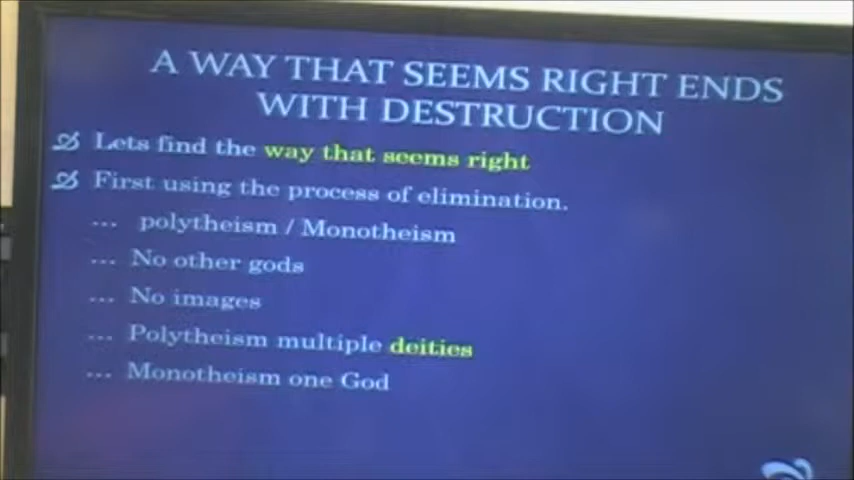 A WAY THAT SEEMS RIGHT ENDS
WITH DESTRUCTION
Lets find the way that seems right
First using the process of elimination.
... polytheism / Monotheism
... No other gods
... No images
... Polytheism multiple deities
... Monotheism one God